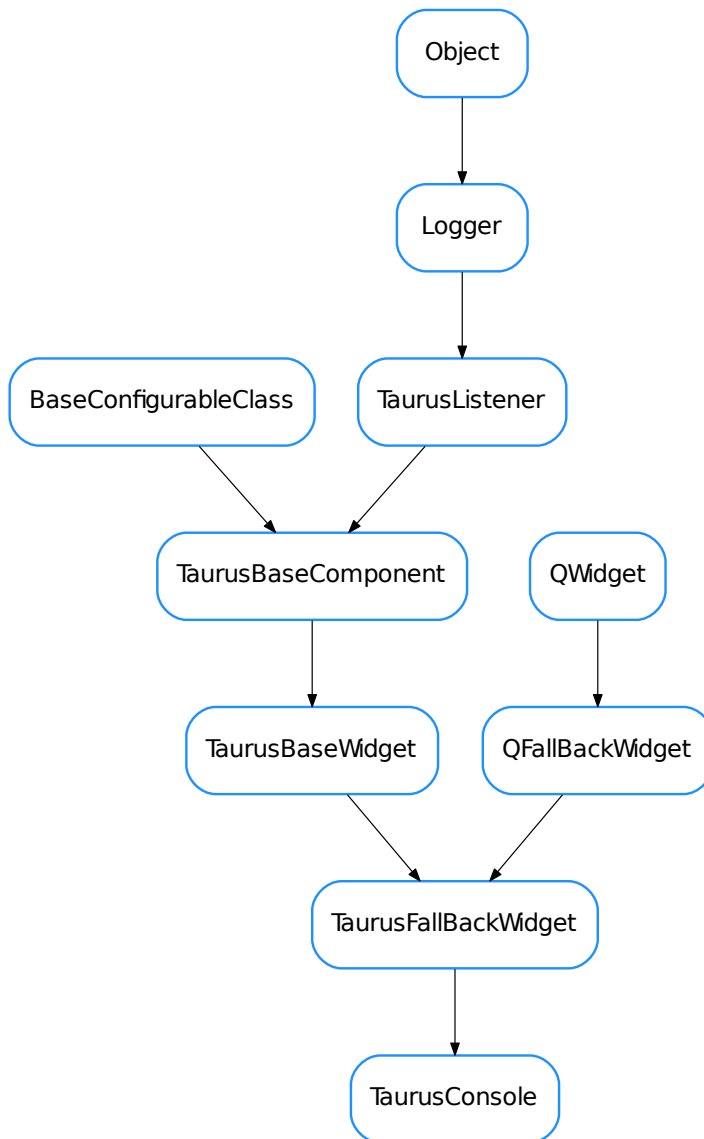 Object
Logger
BaseConfigurableClass
TaurusListener
TaurusBaseComponent
QWidget
TaurusBaseWidget
QFallBackWidget
TaurusFallBackWidget
TaurusConsole